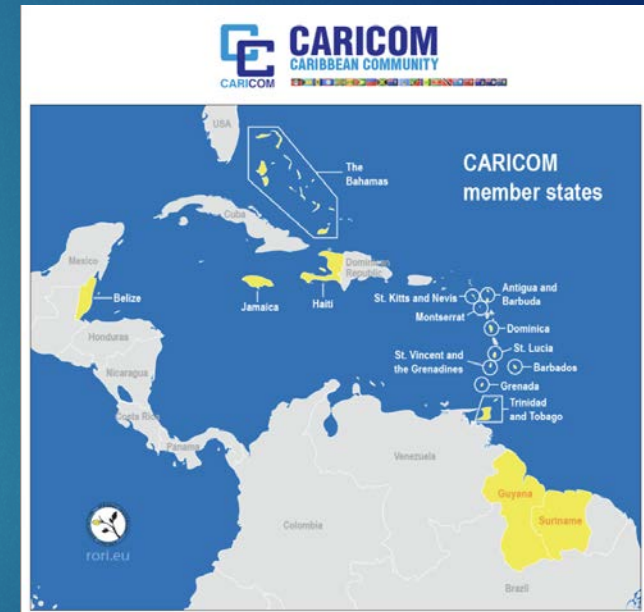 CARICOM
CARICOM
CARIBBEAN COMMUNITY
CARICOM
member states
USA
The
Bahamas
Cuba
Mexico
Dominican
Republic
Belize
Jamaica
Haiti
St. Kitts and Nevis
Antigua and
Barbuda
Montserrat
Honduras
Dominica
Nicaragua
St. Lucia
St. Vincent and
the Grenadines
Barbados
Grenada
Costa Rica
Trinidad
and Tobago
Panama
Venezuela
Guyana
Suriname
Colombia
rori.eu
Brazil